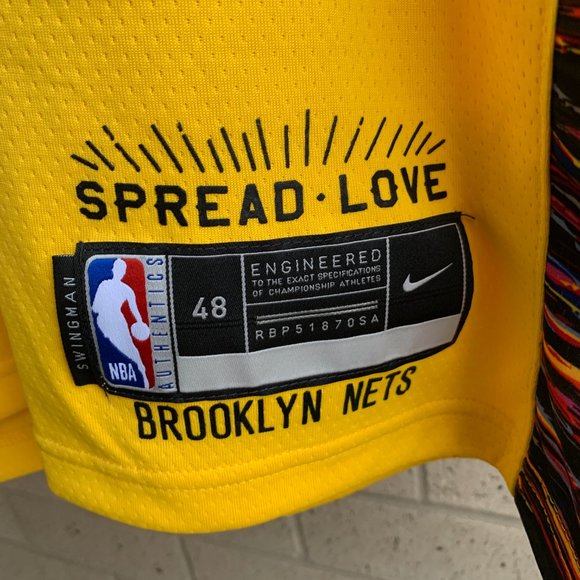 SPREAD · LOVE
SWINGMAN
NBA
AUTHENTICS
48
ENGINEERED
TO THE EXACT SPECIFICATIONS
OF CHAMPIONSHIP ATHLETES
RBP51870SA
BROOKLYN NETS